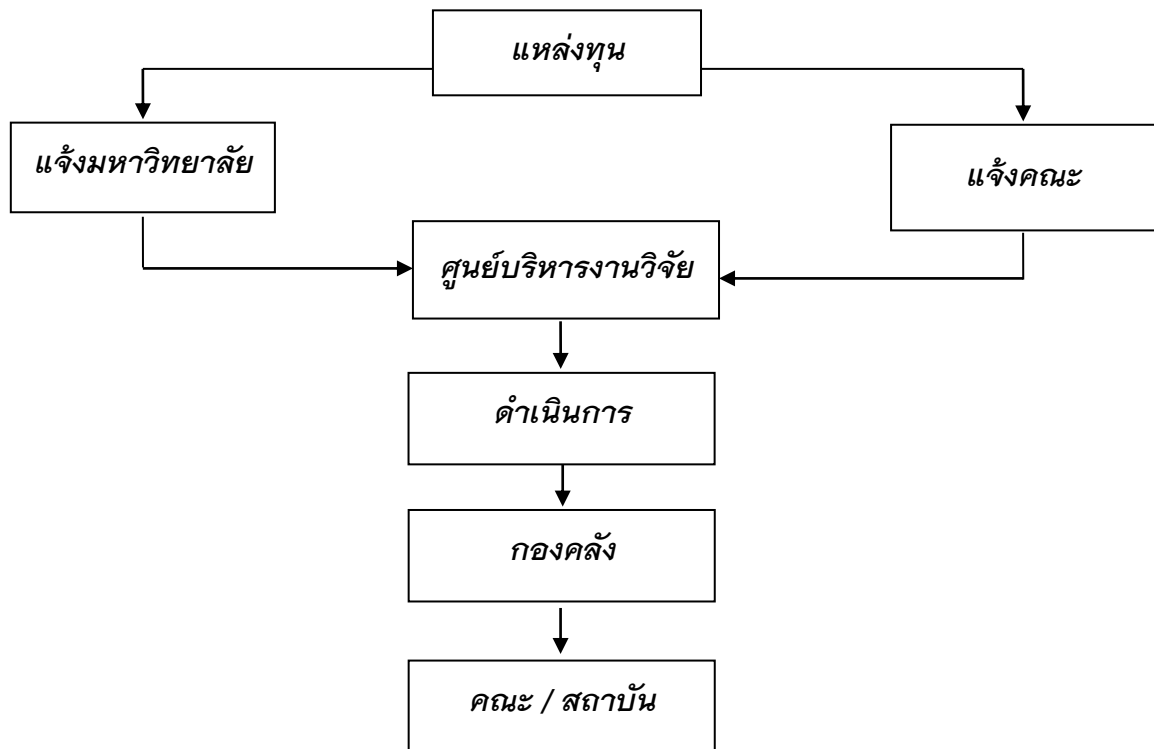 แหล่งทุน
แจ้งมหาวิทยาลัย
แจ้งคณะ
ศูนย์บริหารงานวิจัย
ดำเนินการ
กองคลัง
คณะ / สถาบัน